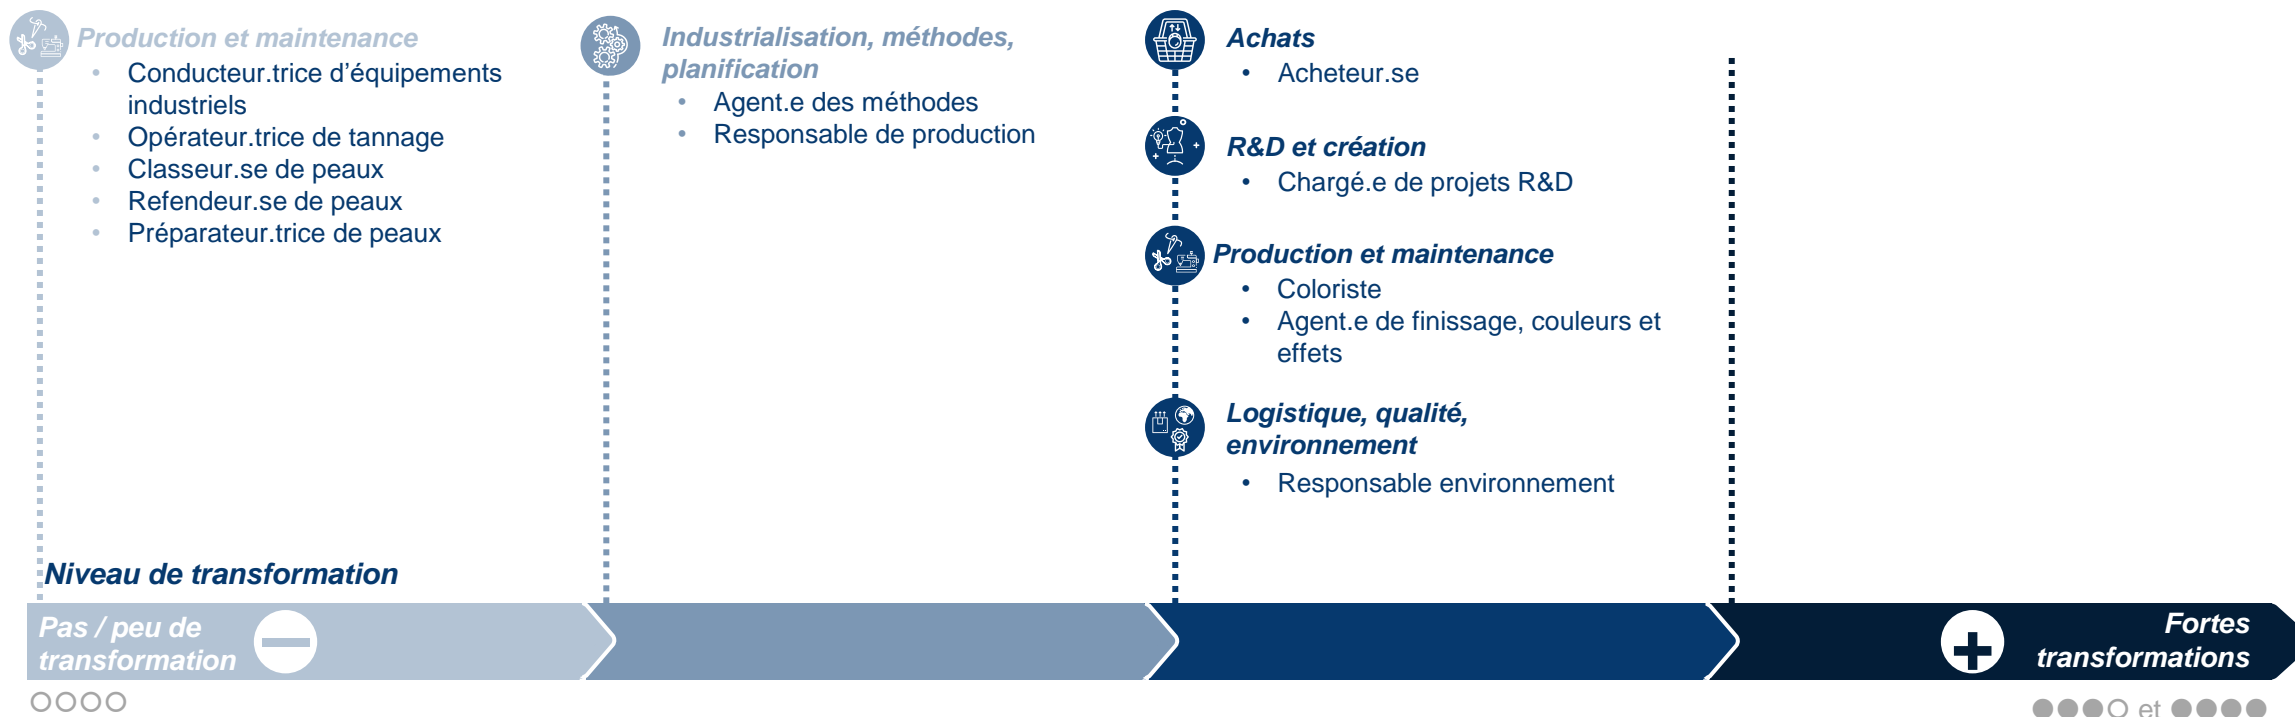 Production et maintenance
• Conducteur.trice d'équipements
industriels
• Opérateur.trice de tannage
• Classeur.se de peaux
• Refendeur.se de peaux
• Préparateur.trice de peaux
Industrialisation, méthodes,
planification
• Agent.e des méthodes
• Responsable de production
Achats
• Acheteur.se
R&D et création
• Chargé.e de projets R&D
Production et maintenance
• Coloriste
• Agent.e de finissage, couleurs et
effets
Logistique, qualité,
environnement
• Responsable environnement
Niveau de transformation
Pas / peu de
transformation
Fortes
transformations
et